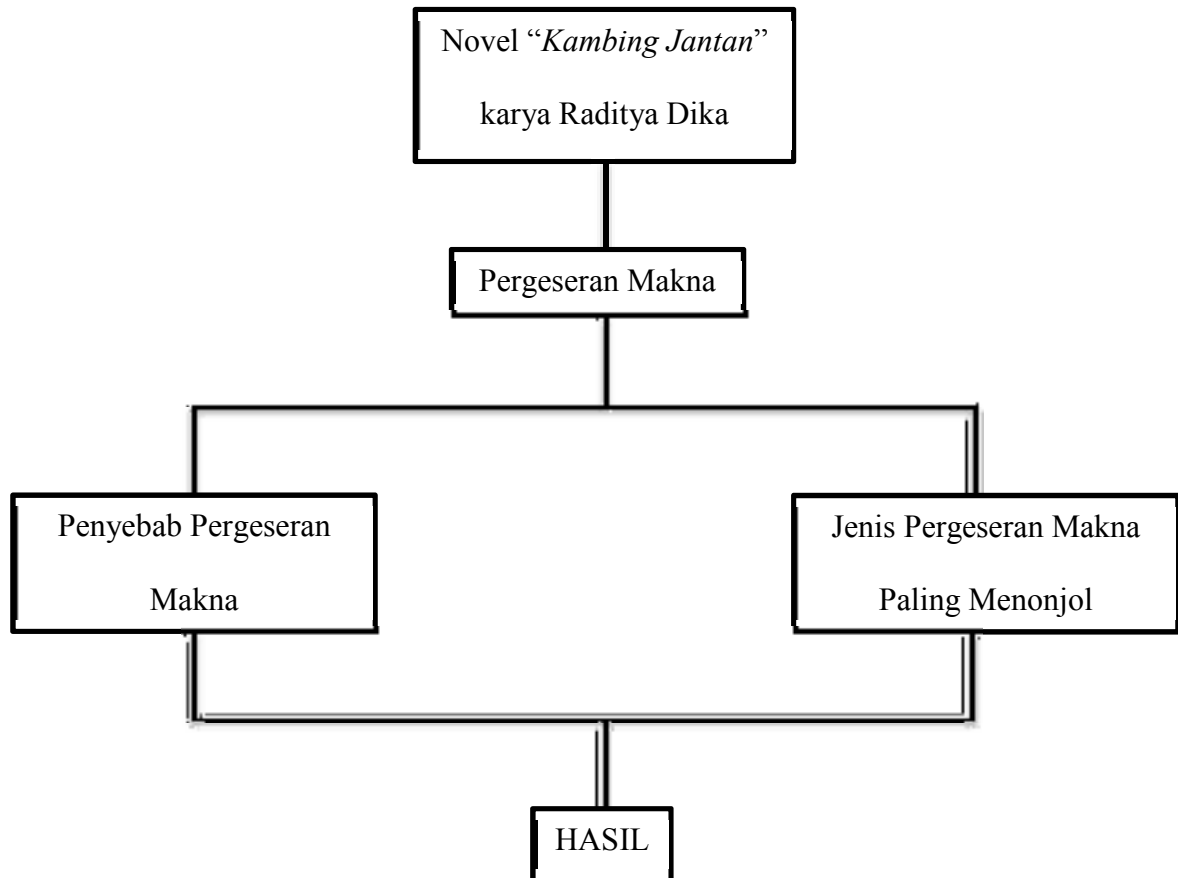 Novel “Kambing Jantan”
karya Raditya Dika
Pergeseran Makna
Penyebab Pergeseran
Makna
Jenis Pergeseran Makna
Paling Menonjol
HASIL